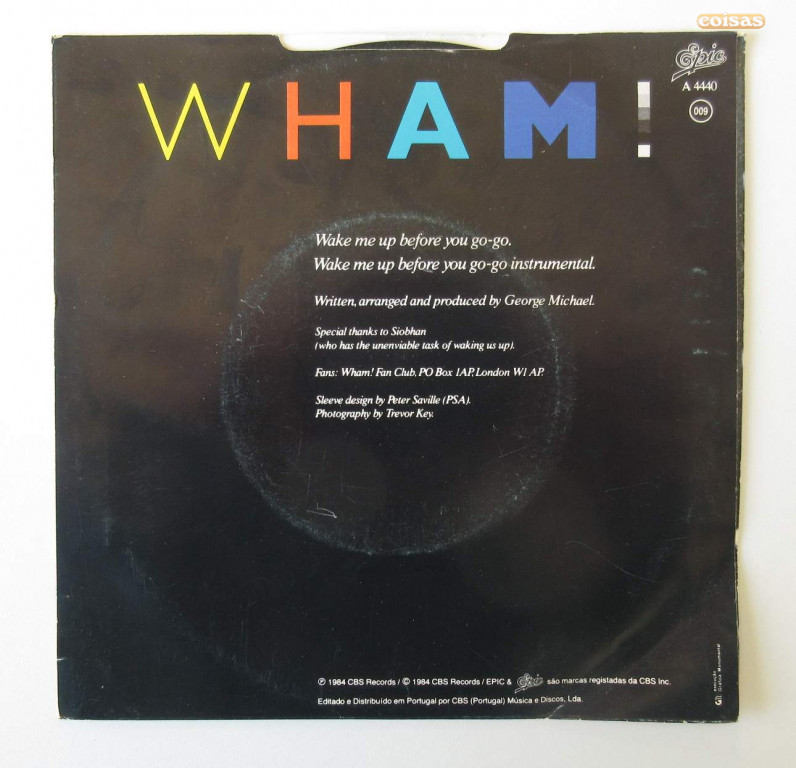 coisas
Epic
A 4440
009
WHAM!
Wake me up before you go-go.
Wake me up before you go-go instrumental.
Written, arranged and produced by George Michael.
Special thanks to Siobhan
(who has the unenviable task of waking us up).
Fans: Wham! Fan Club, PO Box 1AP, London W1 AP.
Sleeve design by Peter Saville (PSA).
Photography by Trevor Key.
℗ 1984 CBS Records / © 1984 CBS Records / EPIC & Epic são marcas registadas da CBS Inc.
Editado e Distribuído em Portugal por CBS (Portugal) Música e Discos, Lda.
Gráfica Monumental